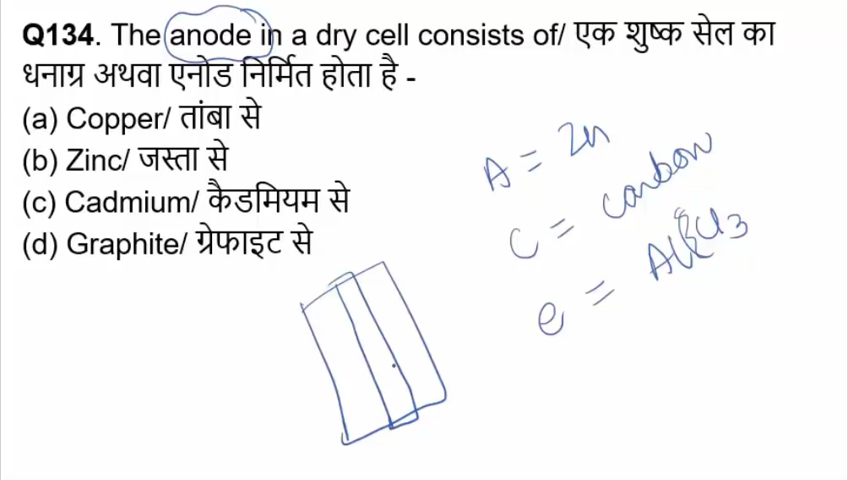 Q134. The anode in a dry cell consists of/ एक शुष्क सेल का
धनाग्र अथवा एनोड निर्मित होता है -
(a) Copper/ तांबा से
(b) Zinc/ जस्ता से
(c) Cadmium/ कैडमियम से
(d) Graphite/ ग्रेफाइट से
A = Zn
C = Carbon
e =